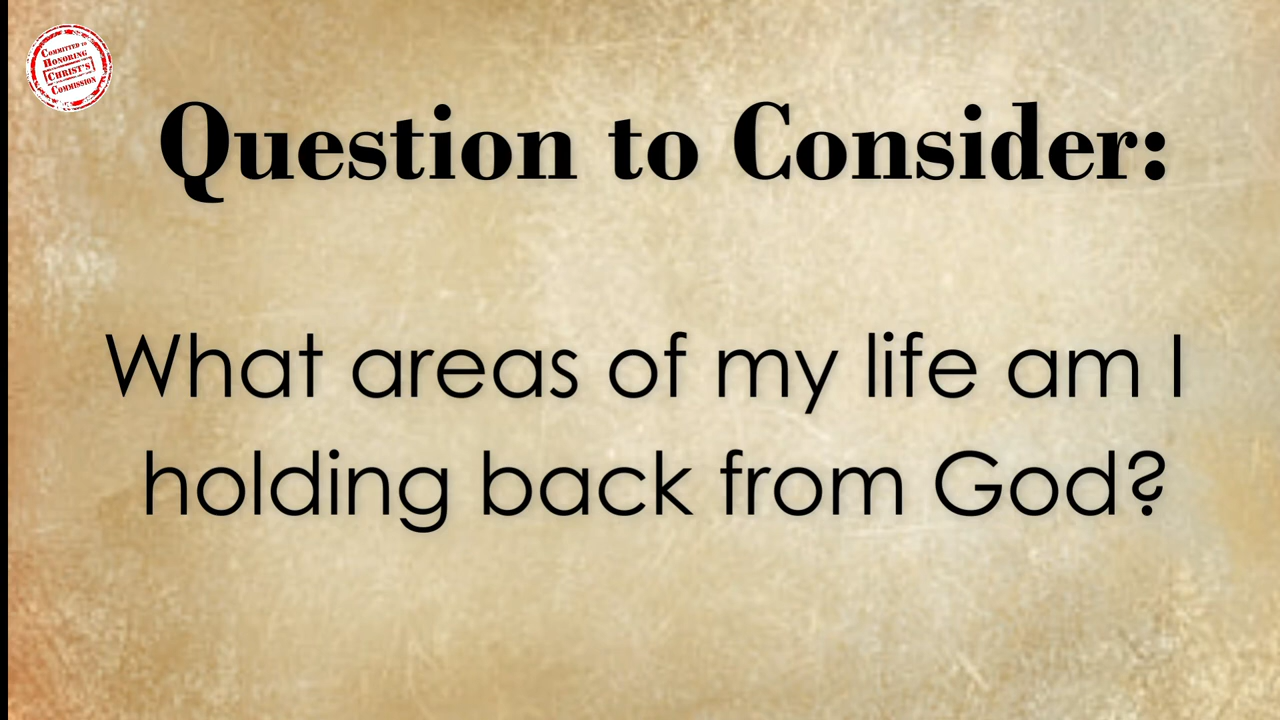 COMMITTED to
HONORING
CHRIST'S
COMMISSION
Question to Consider:
What areas of my life am I
holding back from God?